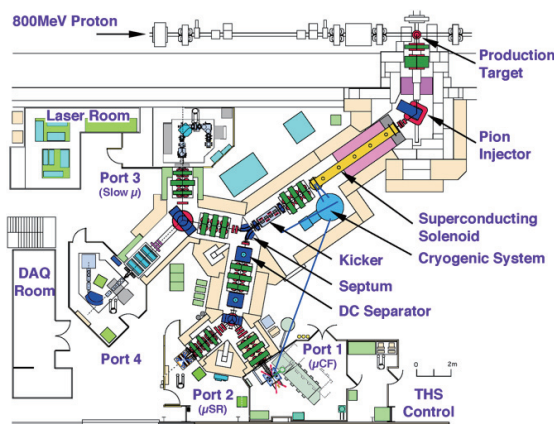 800MeV Proton
Production
Target
Laser Room
Pion
Injector
Port 3
(Slow μ)
Superconducting
Solenoid
Kicker
Cryogenic System
Septum
DAQ
Room
DC Separator
Port 4
Port 1
(μCF)
Port 2
(μSR)
THS
Control
0 2m